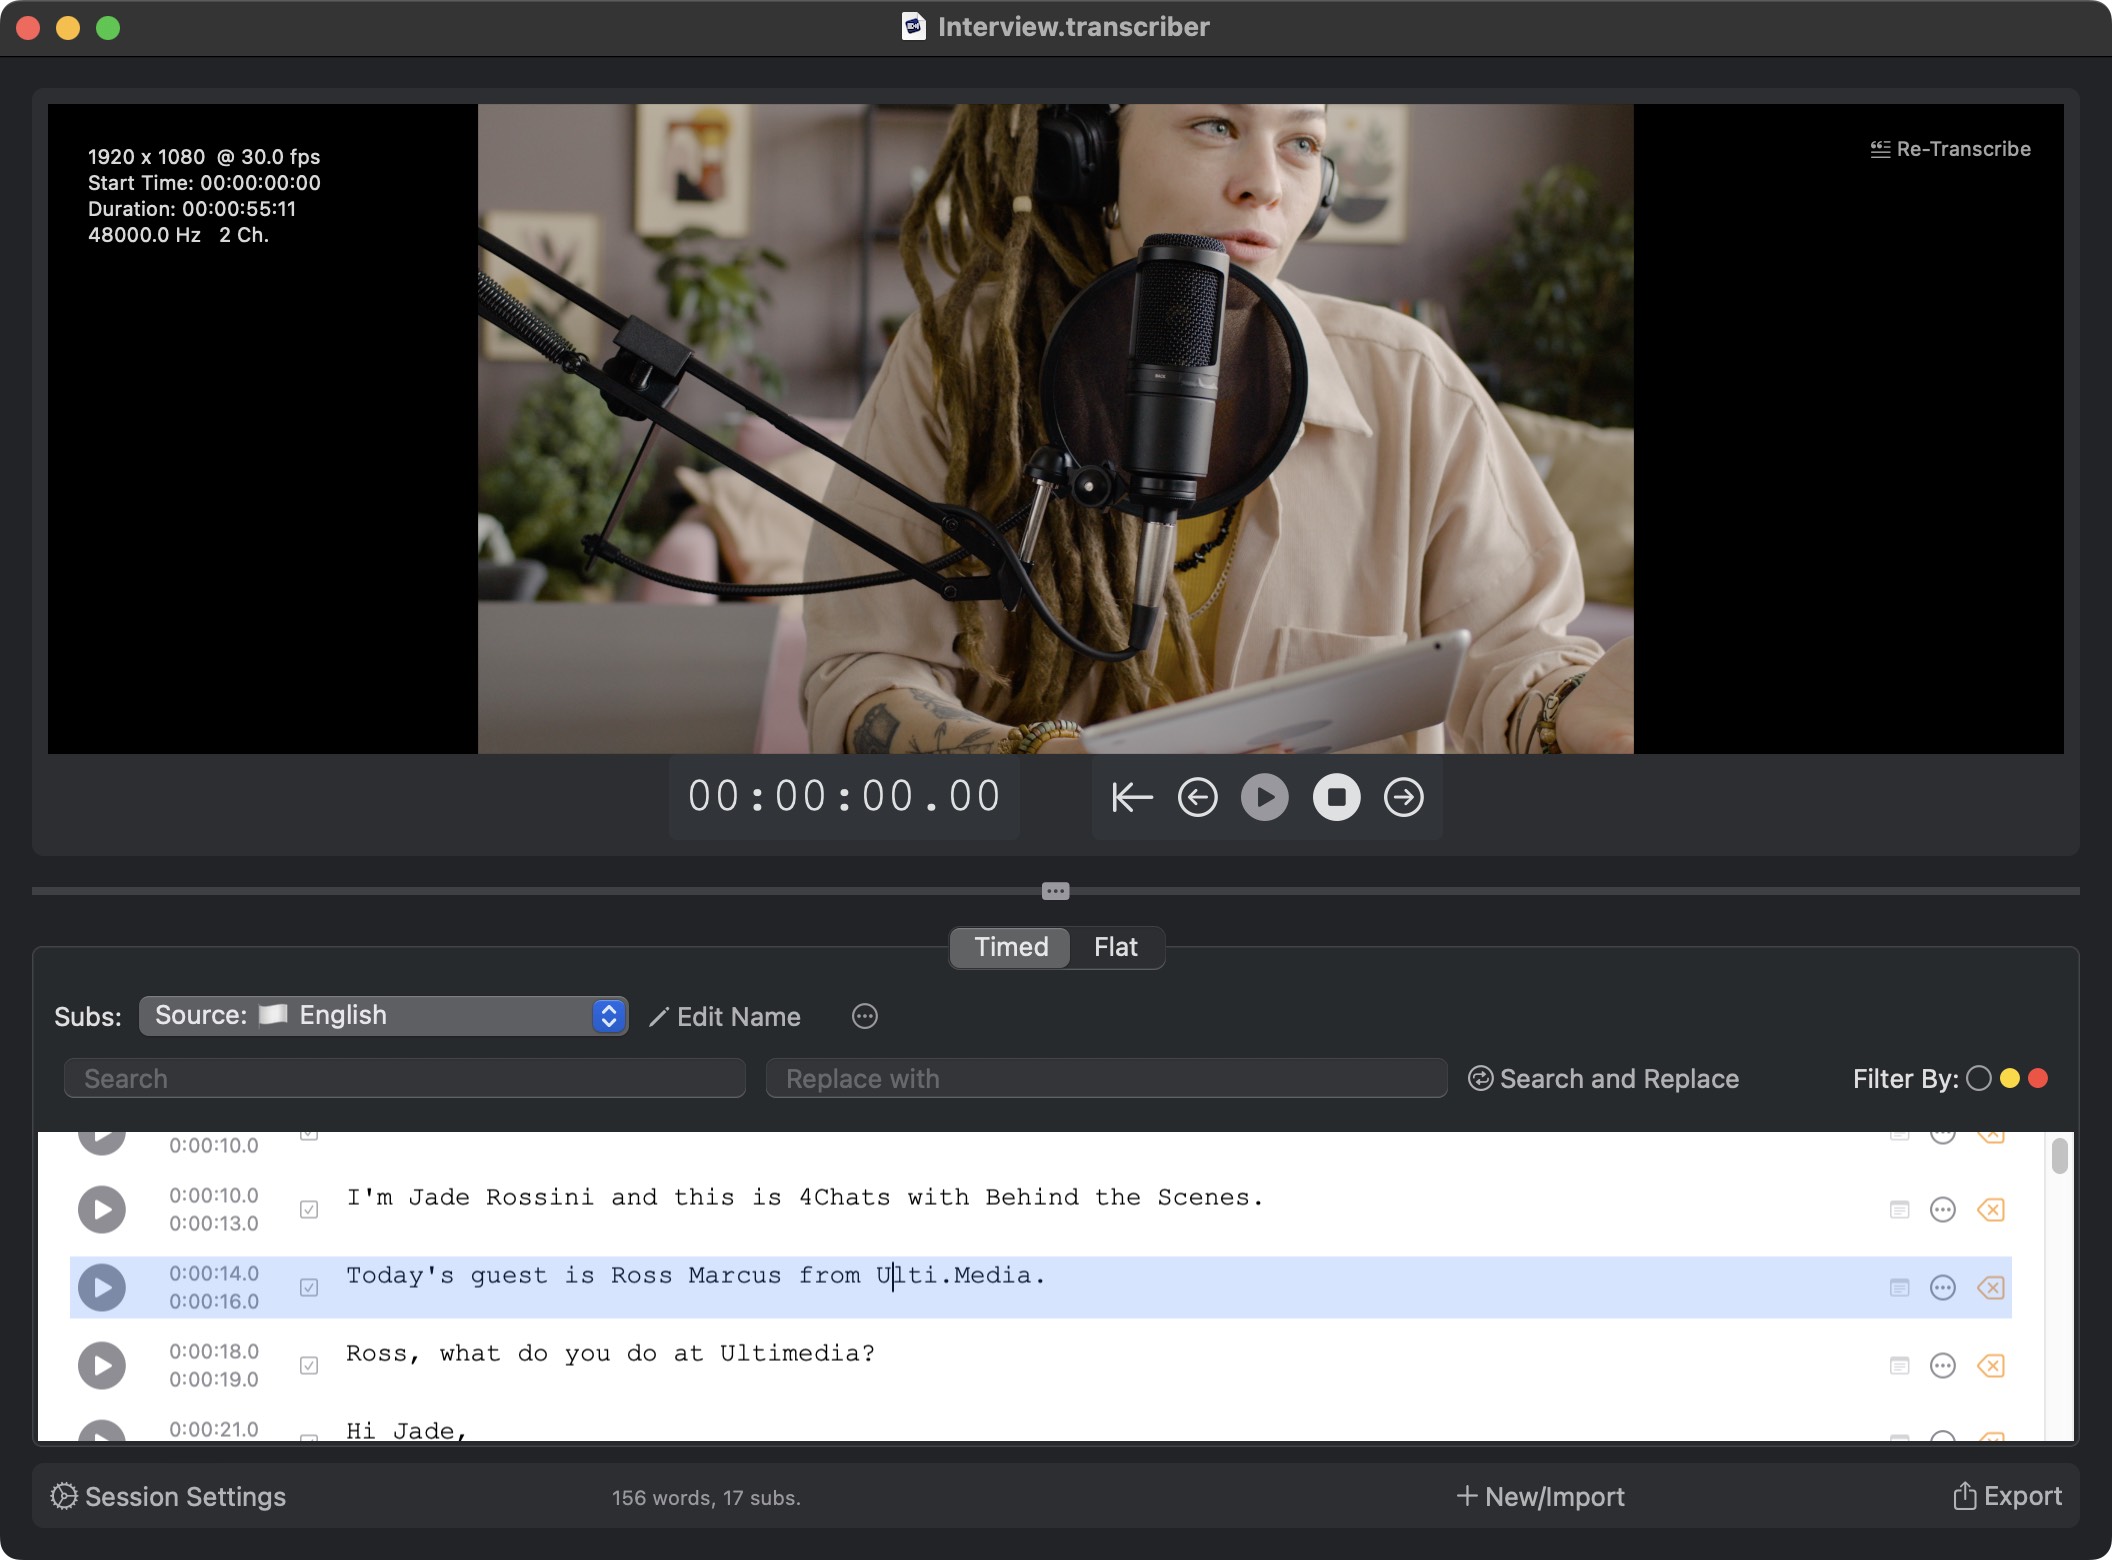 Interview.transcriber
1920 x 1080 @ 30.0 fps
Start Time: 00:00:00:00
Duration: 00:00:55:11
48000.0 Hz 2 Ch.
Re-Transcribe
00:00:00.00
Timed Flat
Subs: Source: English Edit Name
Search Replace with Search and Replace Filter By:
0:00:10.0
0:00:10.0 I'm Jade Rossini and this is 4Chats with Behind the Scenes.
0:00:13.0
0:00:14.0 Today's guest is Ross Marcus from Ulti.Media.
0:00:16.0
0:00:18.0 Ross, what do you do at Ultimedia?
0:00:19.0
0:00:21.0 Hi Jade,
Session Settings 156 words, 17 subs. New/Import Export